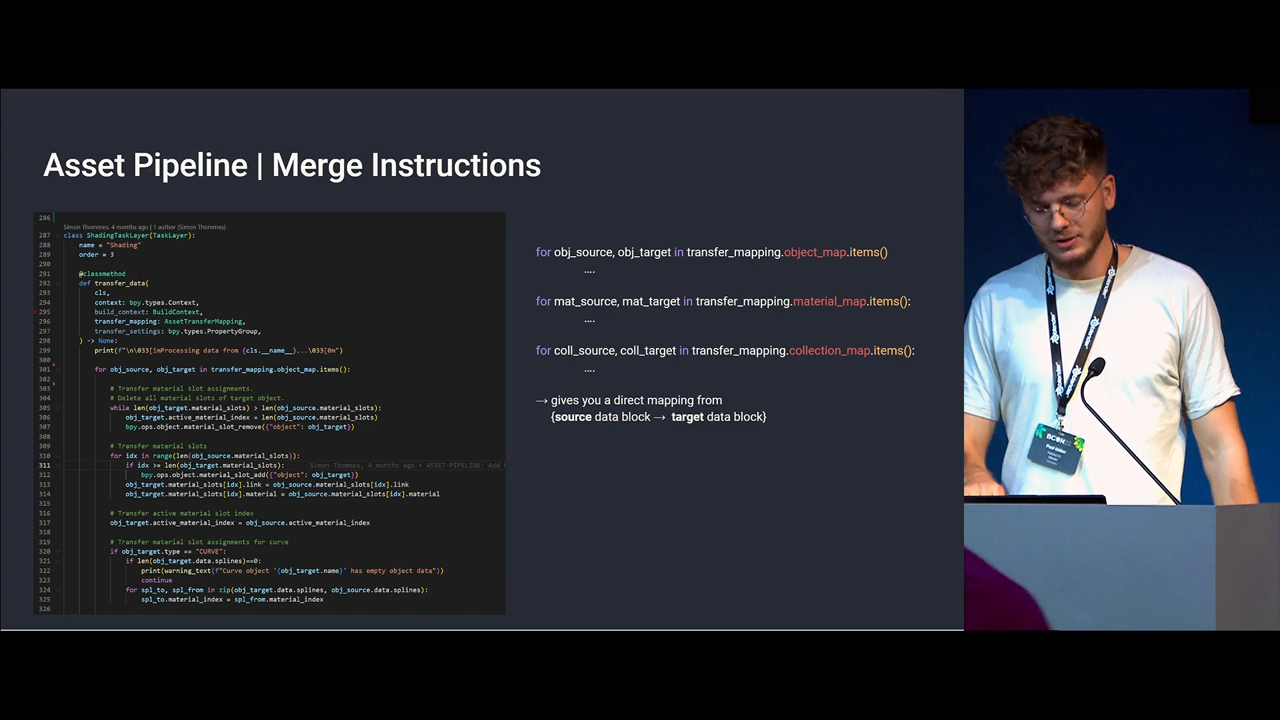 Asset Pipeline | Merge Instructions
286
Simon Thommes, 4 months ago | 1 author (Simon Thommes)
287 class ShadingTaskLayer(TaskLayer):
288 name = "Shading"
289 order = 3
290
291 @classmethod
292 def transfer_data(
293 cls,
294 context: bpy.types.Context,
295 build_context: BuildContext,
296 transfer_mapping: AssetTransferMapping,
297 transfer_settings: bpy.types.PropertyGroup,
298 ) -> None:
299 print(f"\n\033[1mProcessing data from {cls.__name__}...\033[0m")
300
301 for obj_source, obj_target in transfer_mapping.object_map.items():
302
303 # Transfer material slot assignments.
304 # Delete all material slots of target object.
305 while len(obj_target.material_slots) > len(obj_source.material_slots):
306 obj_target.active_material_index = len(obj_source.material_slots)
307 bpy.ops.object.material_slot_remove({"object": obj_target})
308
309 # Transfer material slots
310 for idx in range(len(obj_source.material_slots)):
311 if idx >= len(obj_target.material_slots): Simon Thommes, 4 months ago • ASSET-PIPELINE: Add
312 bpy.ops.object.material_slot_add({"object": obj_target})
313 obj_target.material_slots[idx].link = obj_source.material_slots[idx].link
314 obj_target.material_slots[idx].material = obj_source.material_slots[idx].material
315
316 # Transfer active material slot index
317 obj_target.active_material_index = obj_source.active_material_index
318
319 # Transfer material slot assignments for curve
320 if obj_target.type == "CURVE":
321 if len(obj_target.data.splines)==0:
322 print(warning_text(f"Curve object '{obj_target.name}' has empty object data"))
323 continue
324 for spl_to, spl_from in zip(obj_target.data.splines, obj_source.data.splines):
325 spl_to.material_index = spl_from.material_index
326
for obj_source, obj_target in transfer_mapping.object_map.items()
....
for mat_source, mat_target in transfer_mapping.material_map.items():
....
for coll_source, coll_target in transfer_mapping.collection_map.items():
....
→ gives you a direct mapping from
{source data block → target data block}
BCON